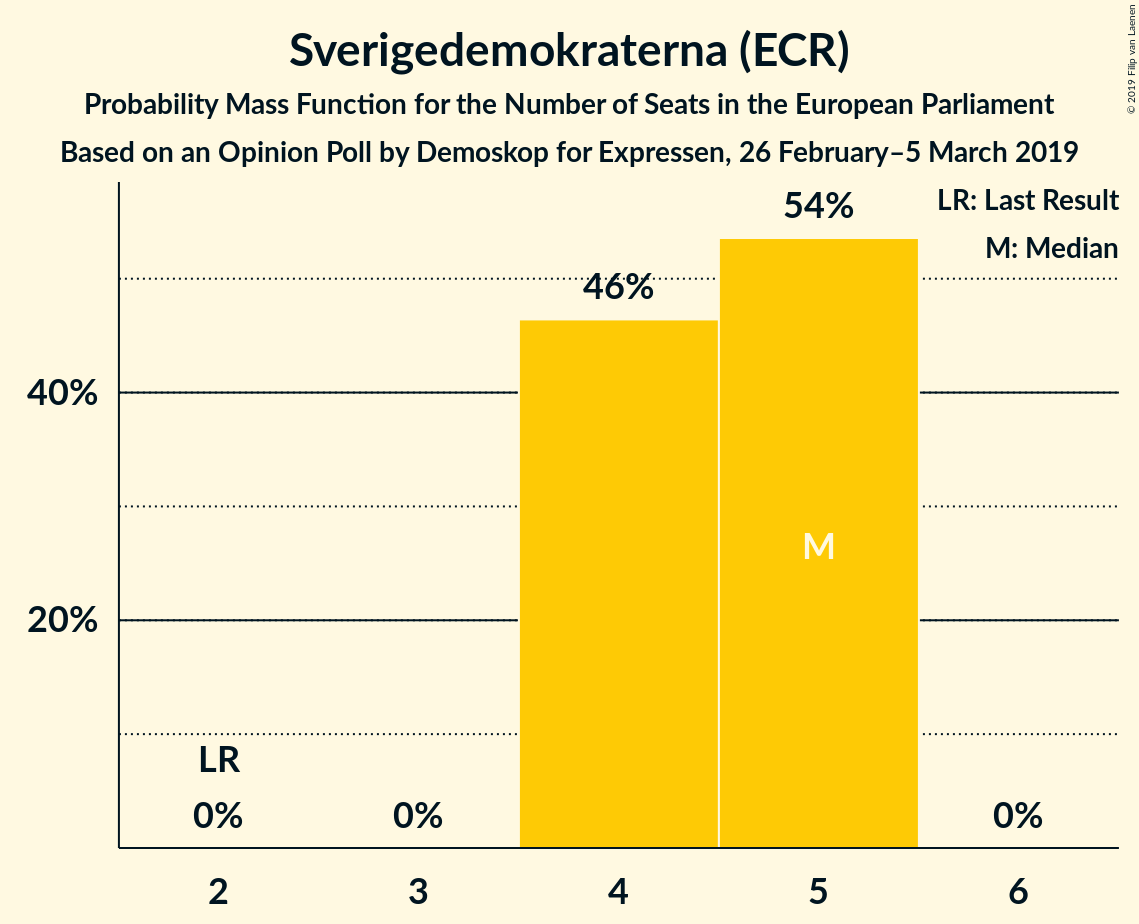 Sverigedemokraterna (ECR)
Probability Mass Function for the Number of Seats in the European Parliament
Based on an Opinion Poll by Demoskop for Expressen, 26 February–5 March 2019
© 2019 Filip van Laenen
LR: Last Result
M: Median
54%
46%
40%
M
20%
LR
0%
0%
0%
2
3
4
5
6